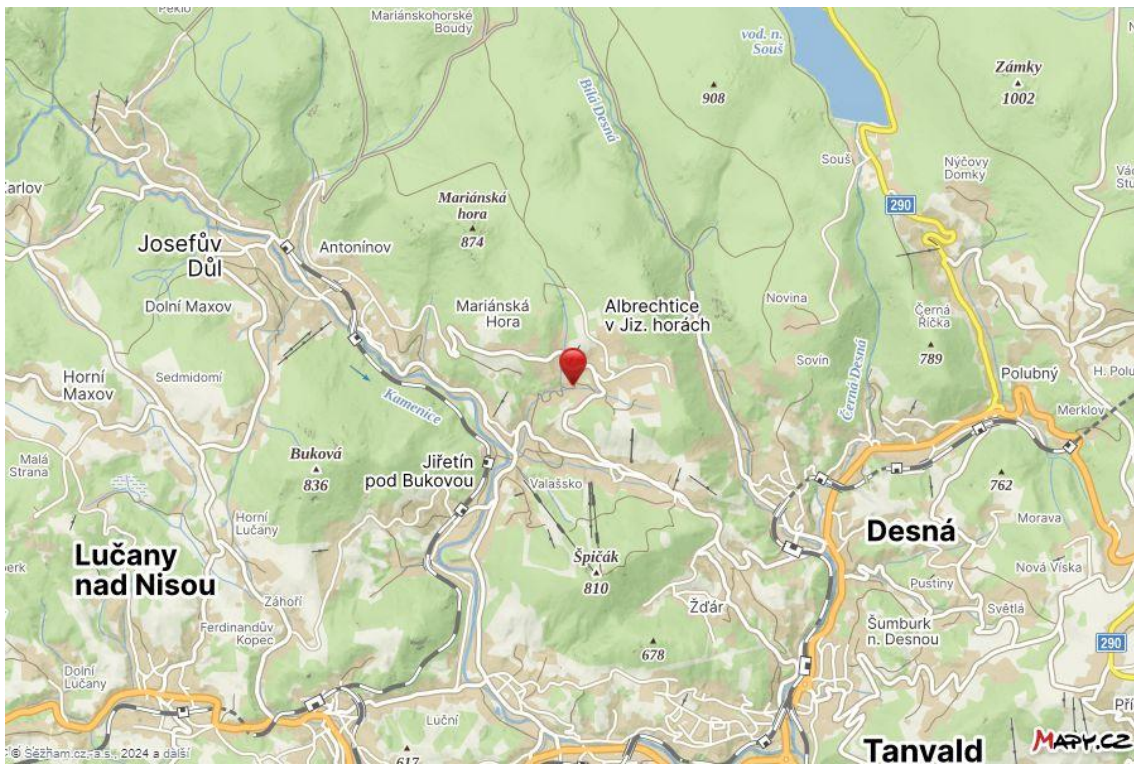 Peklo
Mariánskohorské
Boudy
vod. n.
Souš
Bílá Desná
908
Zámky
1002
Souš
Nýčovy
Domky
290
Karlov
Mariánská
hora
874
Josefův
Důl
Antonínov
Dolní Maxov
Mariánská
Hora
Albrechtice
v Jiz. horách
Novina
Černá
Říčka
789
Sovín
Černá Desná
Polubný
H. Polu
Horní
Maxov
Sedmidomí
Kamenice
Merklov
Malá
Strana
Buková
836
Jiřetín
pod Bukovou
Valašsko
762
Horní
Lučany
Desná
Morava
Lučany
nad Nisou
Špičák
810
Nová Víska
Pustiny
Záhoří
Žďár
Světlá
Ferdinandův
Kopec
Šumburk
n. Desnou
678
290
Dolní
Lučany
Luční
617
Tanvald
© Seznam.cz, a.s., 2024 a další
MAPY.CZ